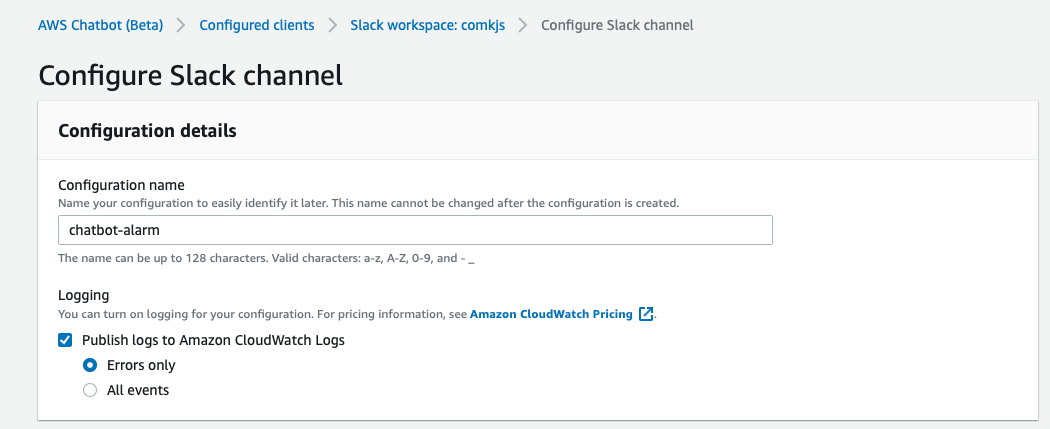 AWS Chatbot (Beta) > Configured clients > Slack workspace: comkjs > Configure Slack channel
Configure Slack channel
Configuration details
Configuration name
Name your configuration to easily identify it later. This name cannot be changed after the configuration is created.
chatbot-alarm
The name can be up to 128 characters. Valid characters: a-z, A-Z, 0-9, and - _
Logging
You can turn on logging for your configuration. For pricing information, see Amazon CloudWatch Pricing .
Publish logs to Amazon CloudWatch Logs
Errors only
All events